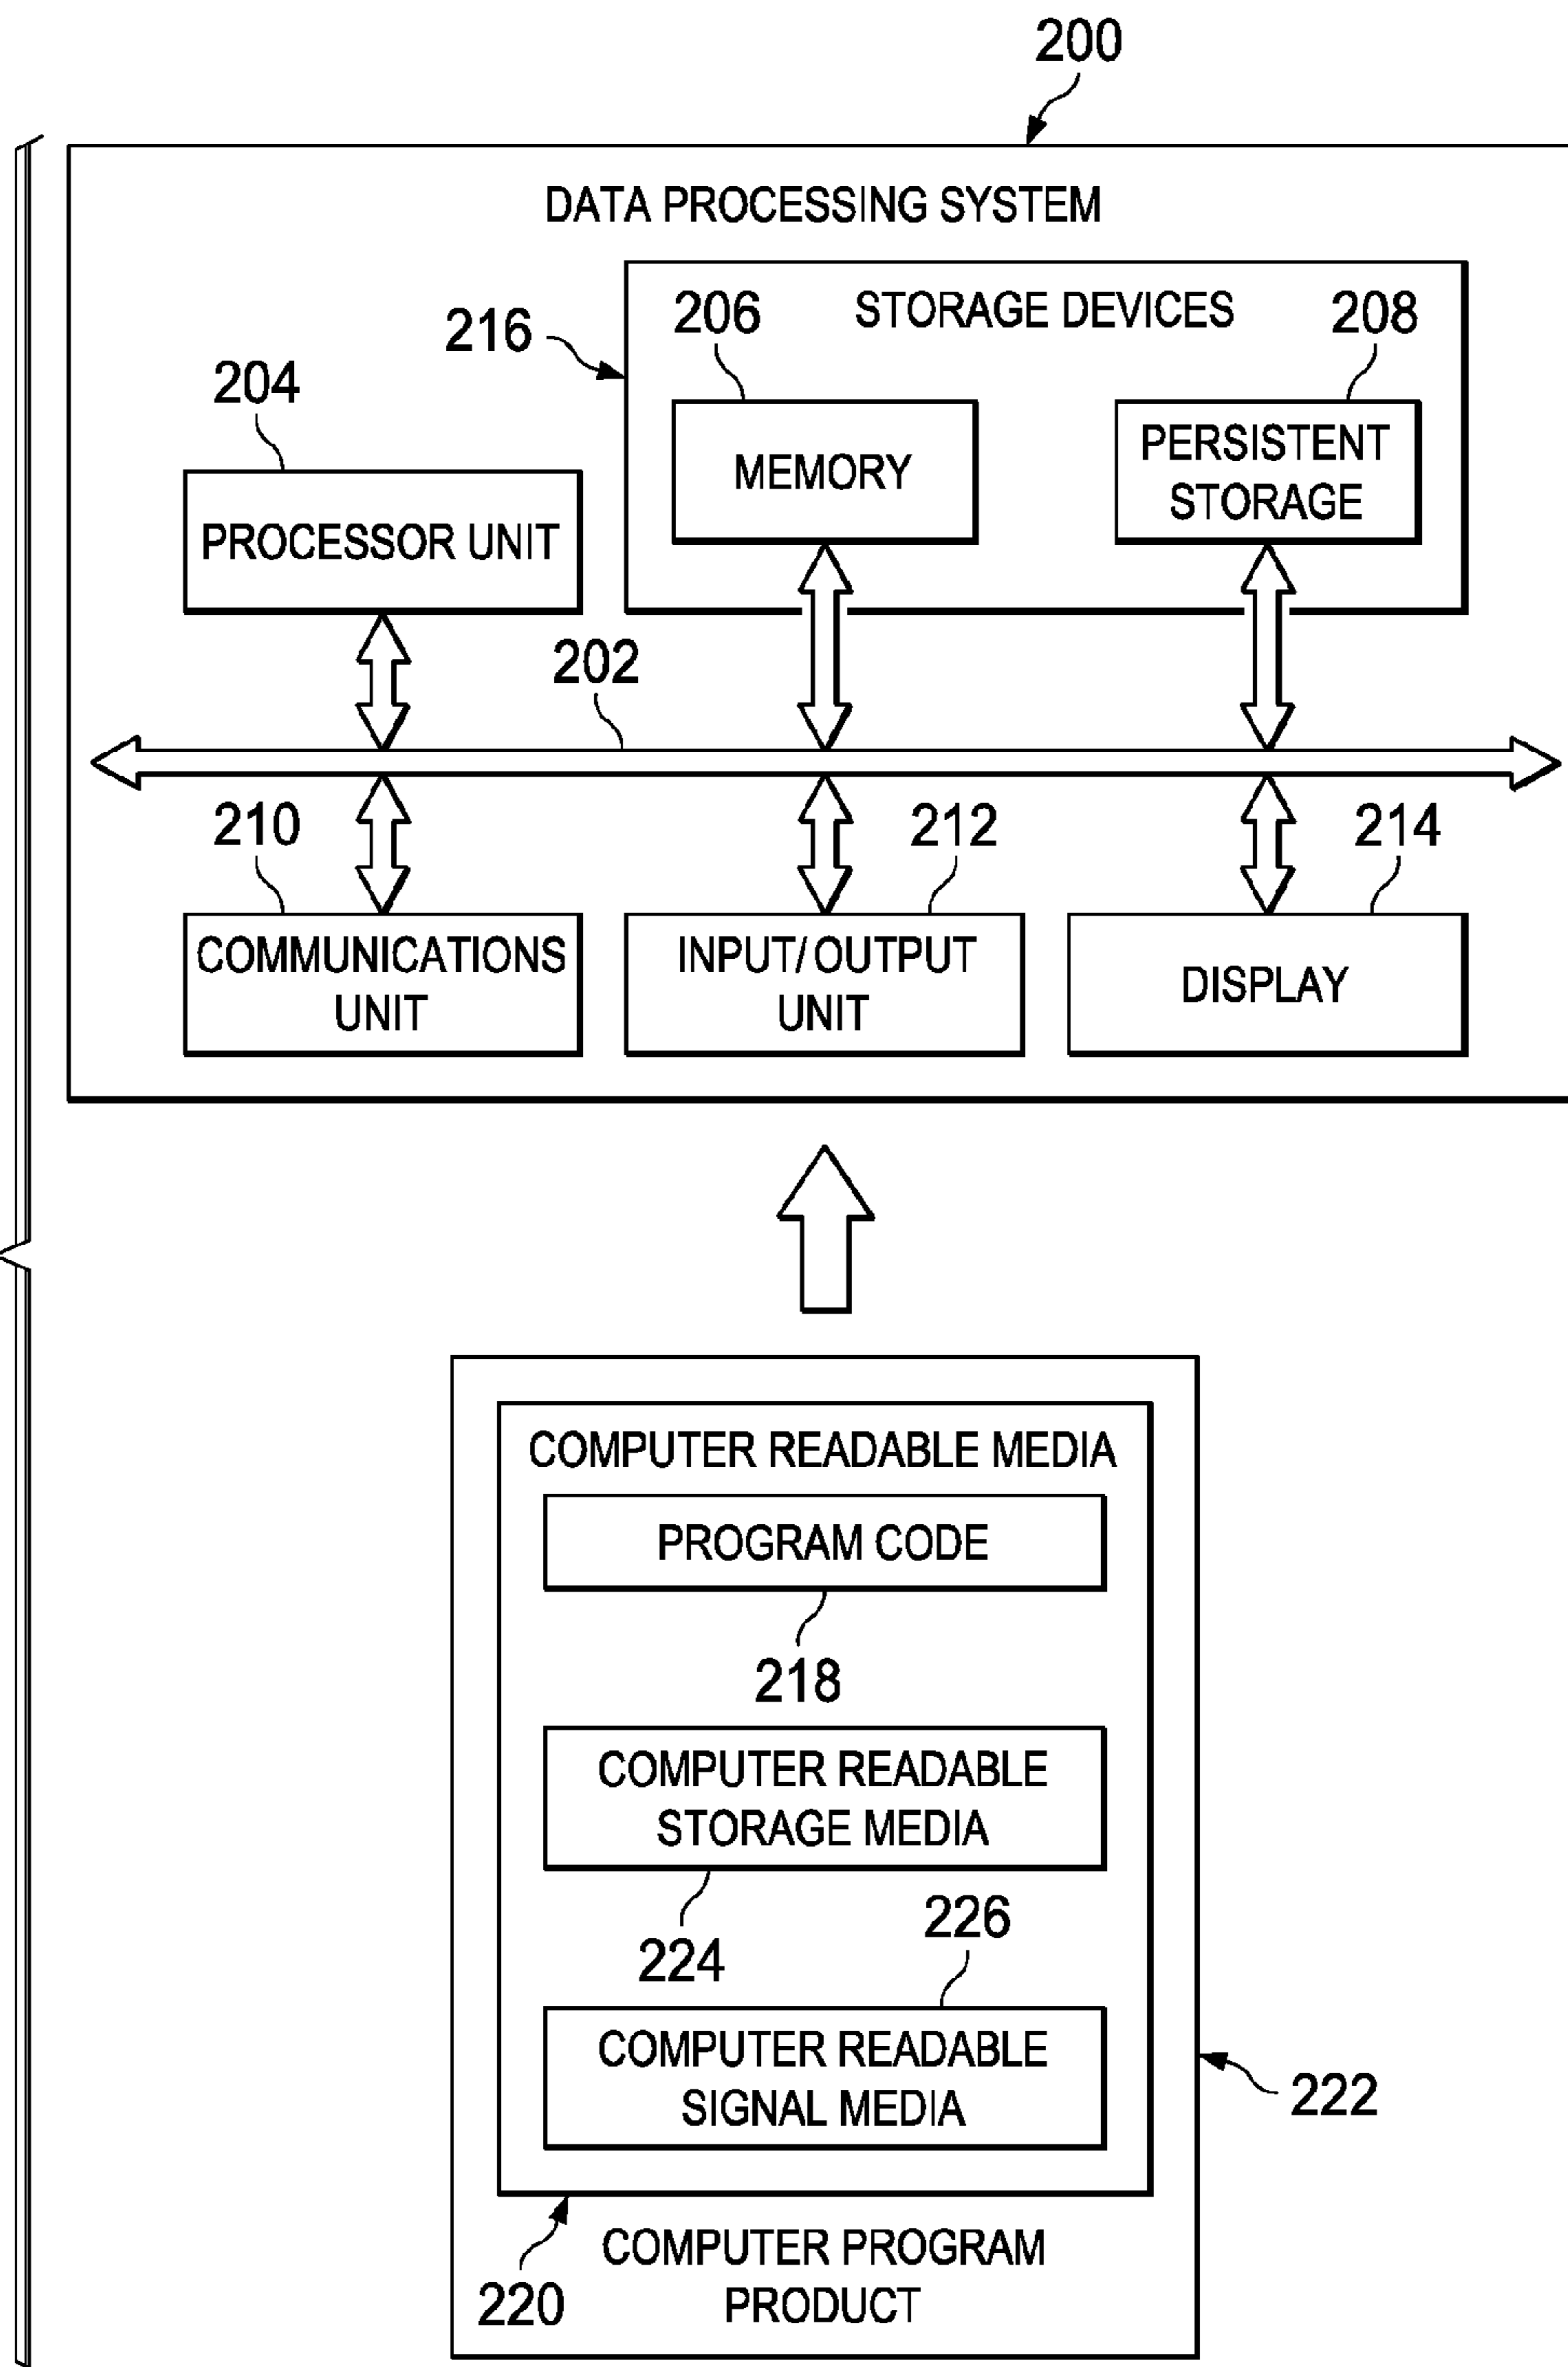 200
DATA PROCESSING SYSTEM
216
206
STORAGE DEVICES
208
204
MEMORY
PERSISTENT
STORAGE
PROCESSOR UNIT
202
210
212
214
COMMUNICATIONS
UNIT
INPUT/OUTPUT
UNIT
DISPLAY
COMPUTER READABLE MEDIA
PROGRAM CODE
218
COMPUTER READABLE
STORAGE MEDIA
224
226
COMPUTER READABLE
SIGNAL MEDIA
222
220
COMPUTER PROGRAM
PRODUCT